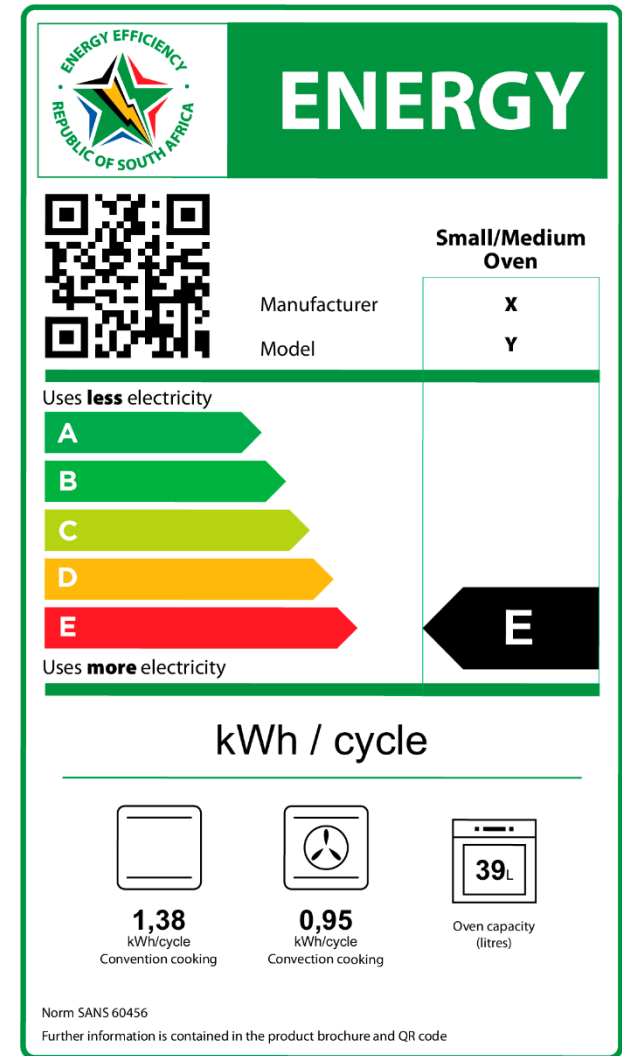 ENERGY EFFICIENCY
REPUBLIC OF SOUTH AFRICA
ENERGY
Small/Medium
Oven
Manufacturer X
Model Y
Uses less electricity
A
B
C
D
E
E
Uses more electricity
kWh / cycle
1,38
kWh/cycle
Convention cooking
0,95
kWh/cycle
Convection cooking
39L
Oven capacity
(litres)
Norm SANS 60456
Further information is contained in the product brochure and QR code